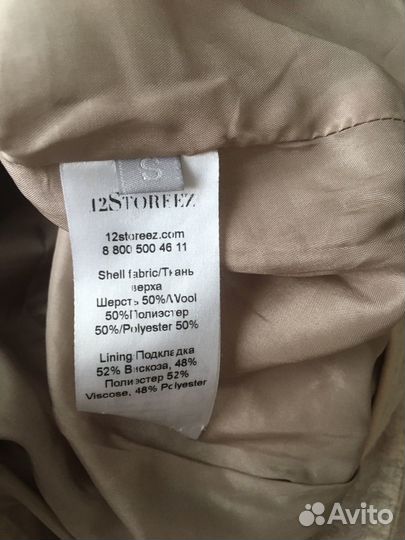 S
12STOREEZ
12storeez.com
8 800 500 46 11
Shell fabric/Ткань
верха
Шерсть 50%/Wool
50%Полиэстер
50%/Polyester 50%
Lining/Подкладка
52% Вискоза, 48%
Полиэстер 52%
Viscose, 48% Polyester
Avito